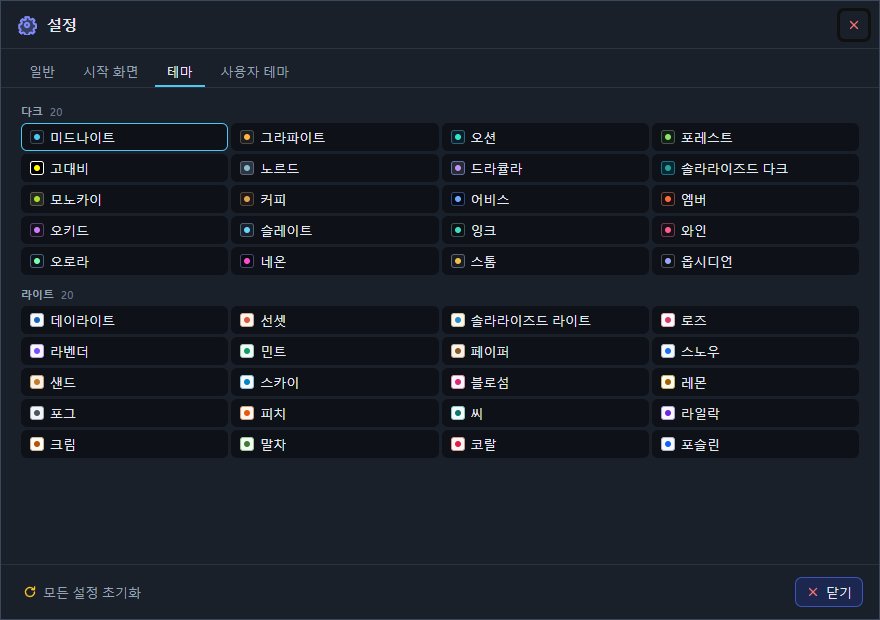 설정
일반 시작 화면 테마 사용자 테마
다크 20
미드나이트 그라파이트 오션 포레스트
고대비 노르드 드라큘라 솔라라이즈드 다크
모노카이 커피 어비스 엠버
오키드 슬레이트 잉크 와인
오로라 네온 스톰 옵시디언
라이트 20
데이라이트 선셋 솔라라이즈드 라이트 로즈
라벤더 민트 페이퍼 스노우
샌드 스카이 블로섬 레몬
포그 피치 씨 라일락
크림 말차 코랄 포슬린
모든 설정 초기화 닫기